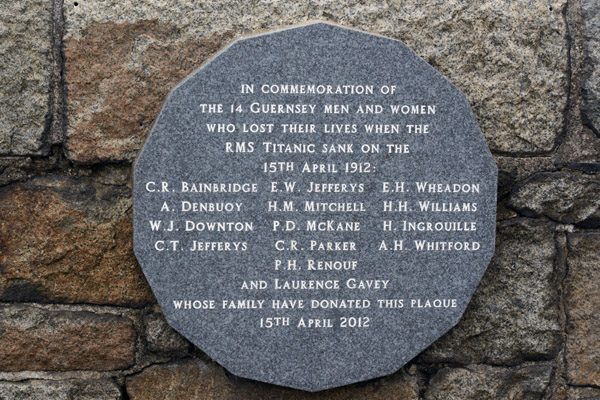 IN COMMEMORATION OF
THE 14 GUERNSEY MEN AND WOMEN
WHO LOST THEIR LIVES WHEN THE
RMS TITANIC SANK ON THE
15TH APRIL 1912:
C.R. BAINBRIDGE E.W. JEFFERYS E.H. WHEADON
A. DENBUOY H.M. MITCHELL H.H. WILLIAMS
W.J. DOWNTON P.D. MCKANE H. INGROUILLE
C.T. JEFFERYS C.R. PARKER A.H. WHITFORD
P.H. RENOUF
AND LAURENCE GAVEY
WHOSE FAMILY HAVE DONATED THIS PLAQUE
15TH APRIL 2012